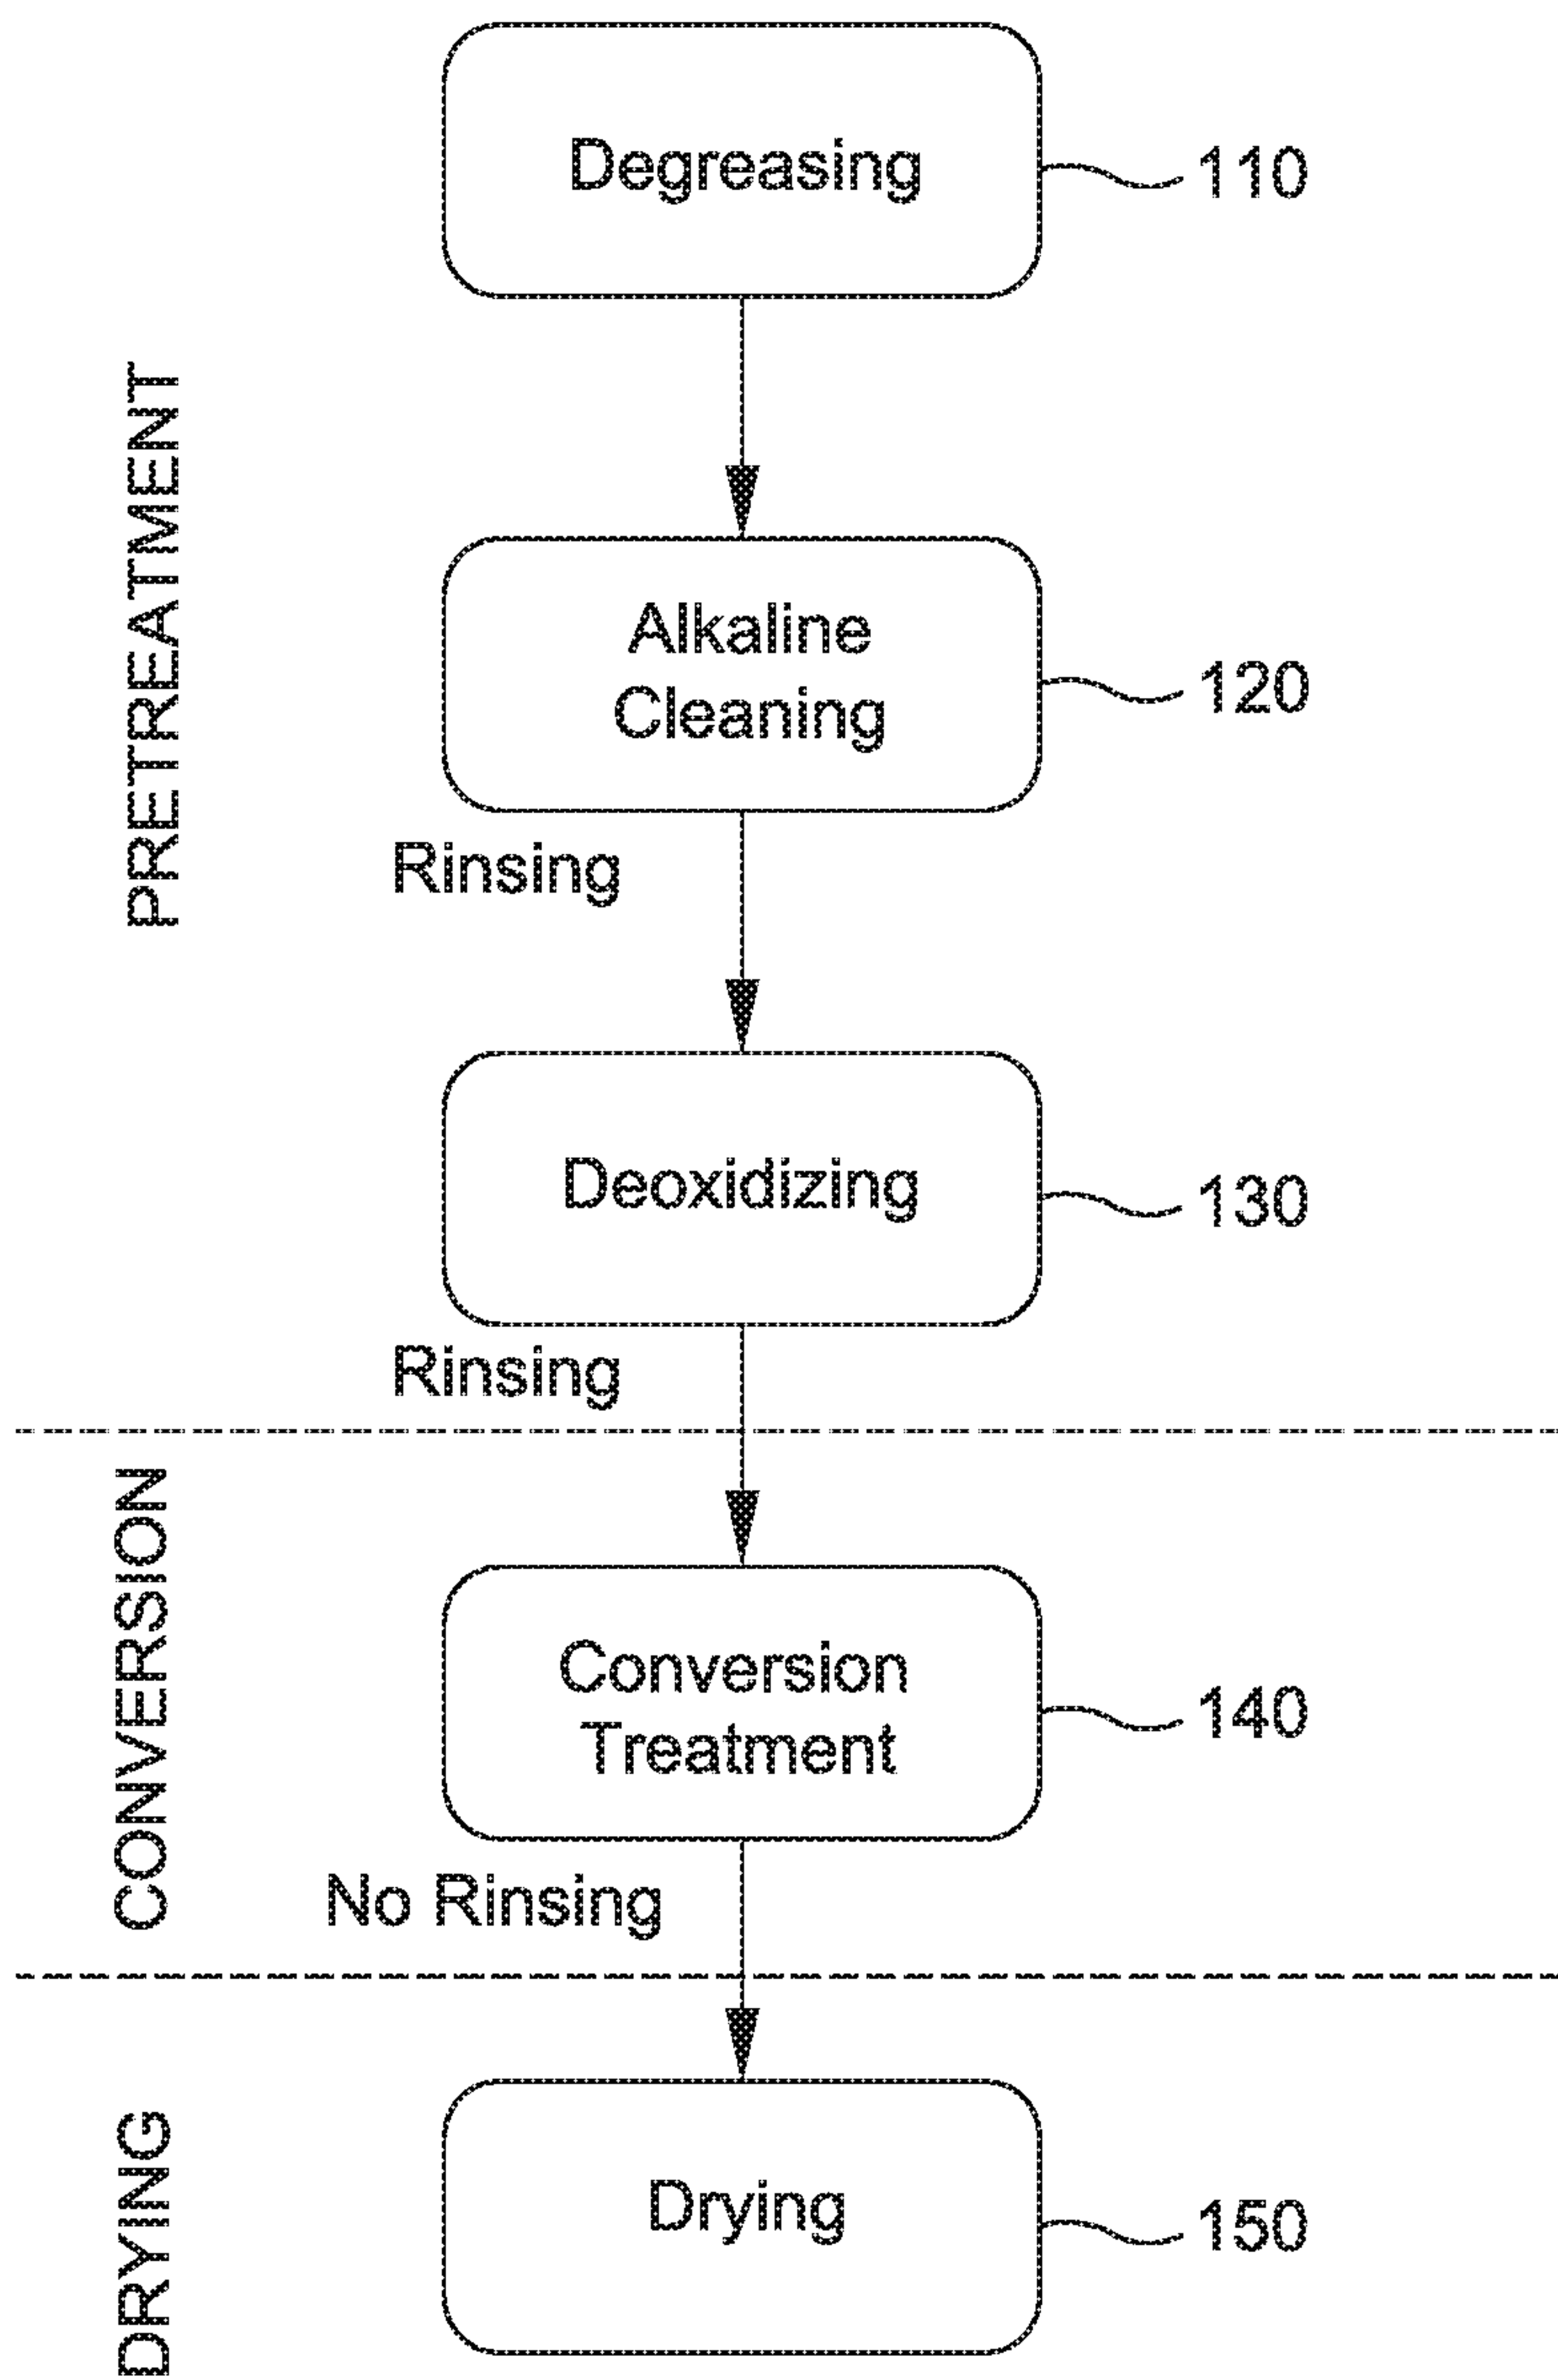 Degreasing
110
PRETREATMENT
Alkaline
Cleaning
120
Rinsing
Deoxidizing
130
Rinsing
CONVERSION
Conversion
Treatment
140
No Rinsing
DRYING
Drying
150